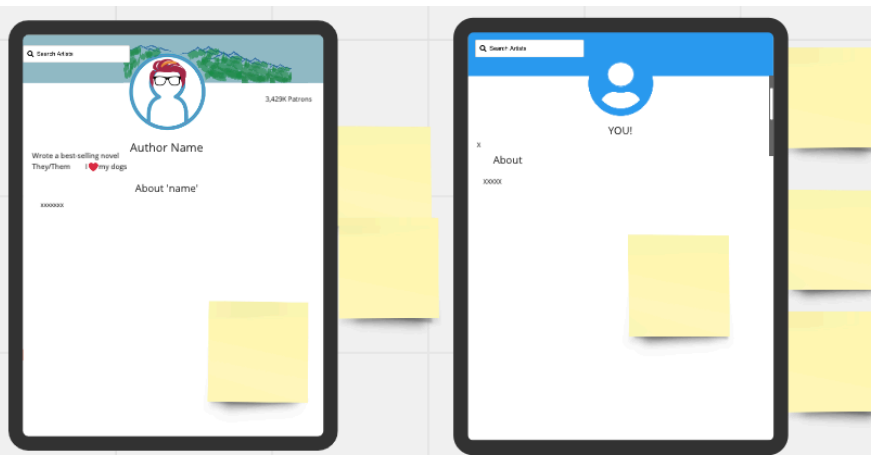 Search Artists
3,429K Patrons
Author Name
Wrote a best-selling novel
They/Them I ❤️ my dogs
About 'name'
xxxxxxx
Search Artists
YOU!
x
About
xxxxx